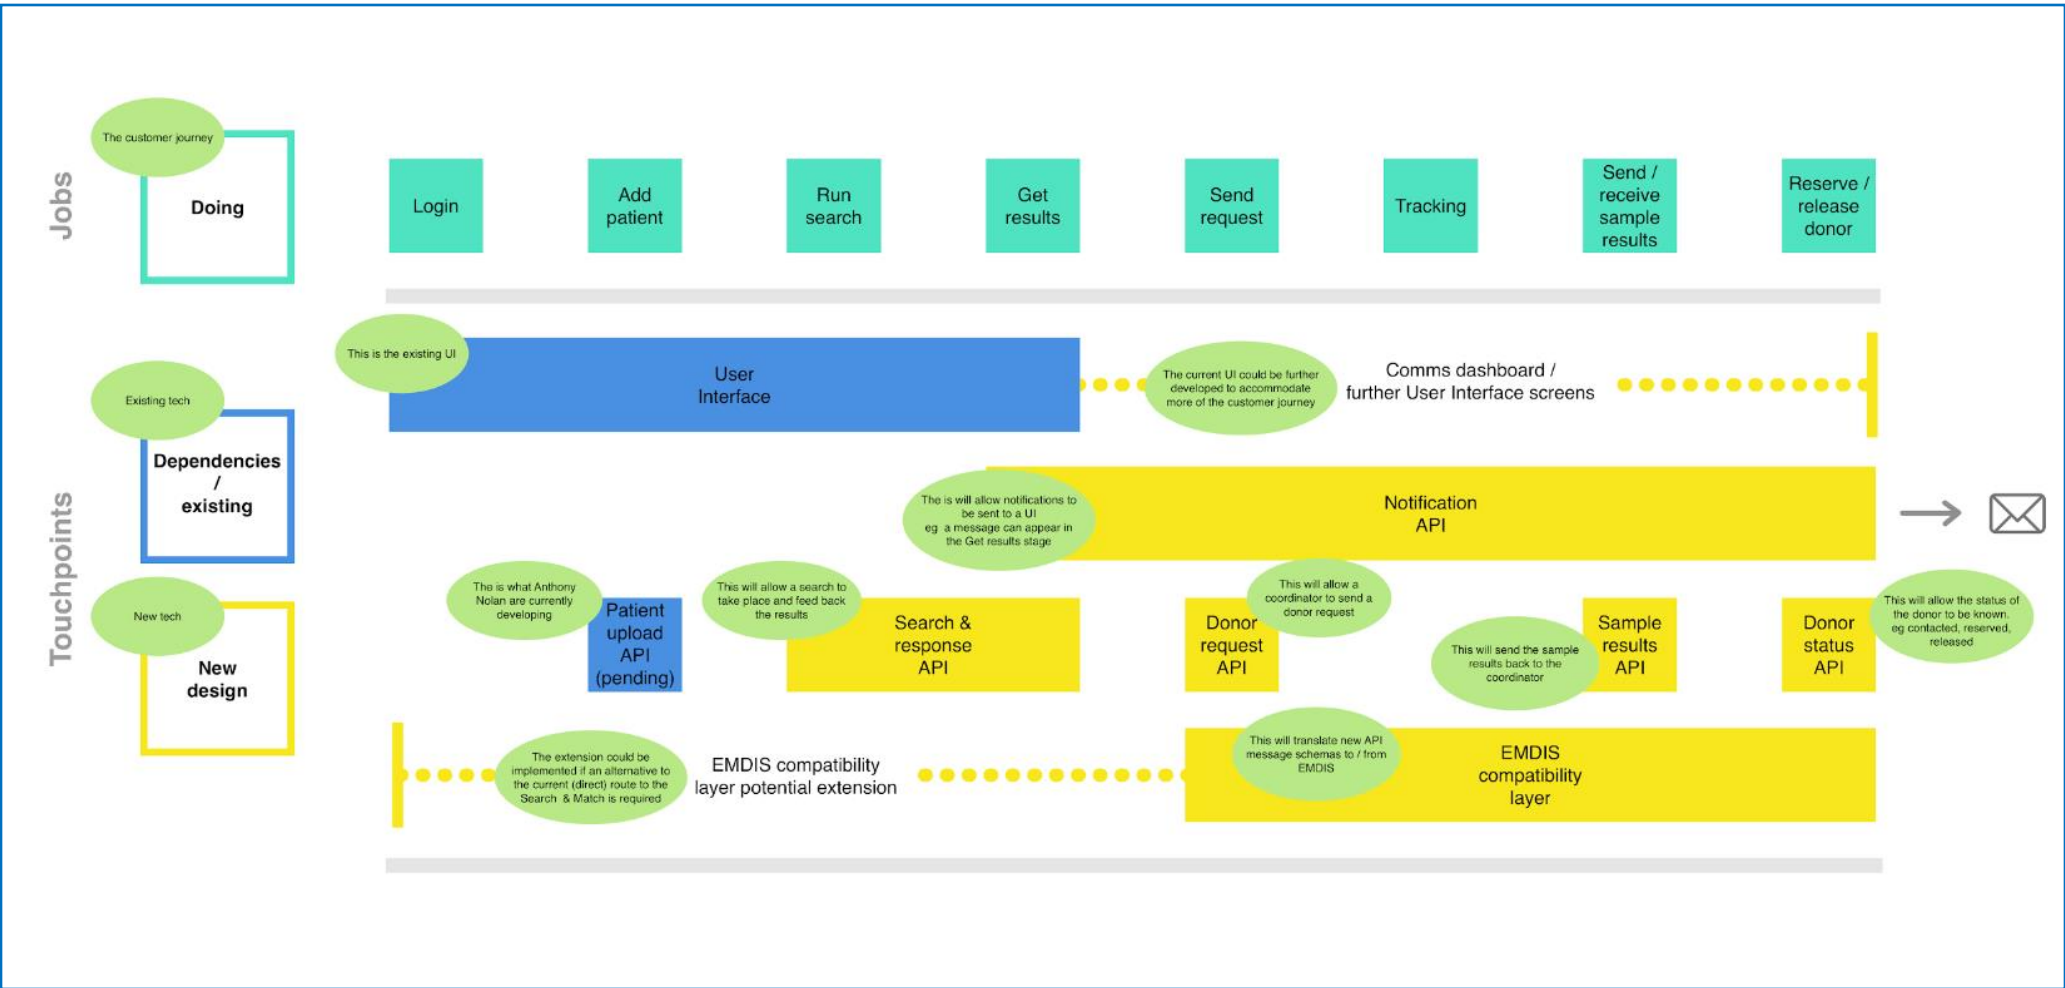 Jobs
The customer journey
Doing
Login
Add
patient
Run
search
Get
results
Send
request
Tracking
Send /
receive
sample
results
Reserve /
release
donor
Touchpoints
Existing tech
Dependencies
/
existing
New tech
New
design
This is the existing UI
User
Interface
The current UI could be further
developed to accommodate
more of the customer journey
Comms dashboard /
further User Interface screens
The is will allow notifications to
be sent to a UI
eg a message can appear in
the Get results stage
Notification
API
The is what Anthony
Nolan are currently
developing
Patient
upload
API
(pending)
This will allow a search to
take place and feed back
the results
Search &
response
API
Donor
request
API
This will allow a
coordinator to send a
donor request
This will send the sample
results back to the
coordinator
Sample
results
API
Donor
status
API
This will allow the status of
the donor to be known.
eg contacted, reserved,
released
The extension could be
implemented if an alternative to
the current (direct) route to the
Search & Match is required
EMDIS compatibility
layer potential extension
This will translate new API
message schemas to / from
EMDIS
EMDIS
compatibility
layer